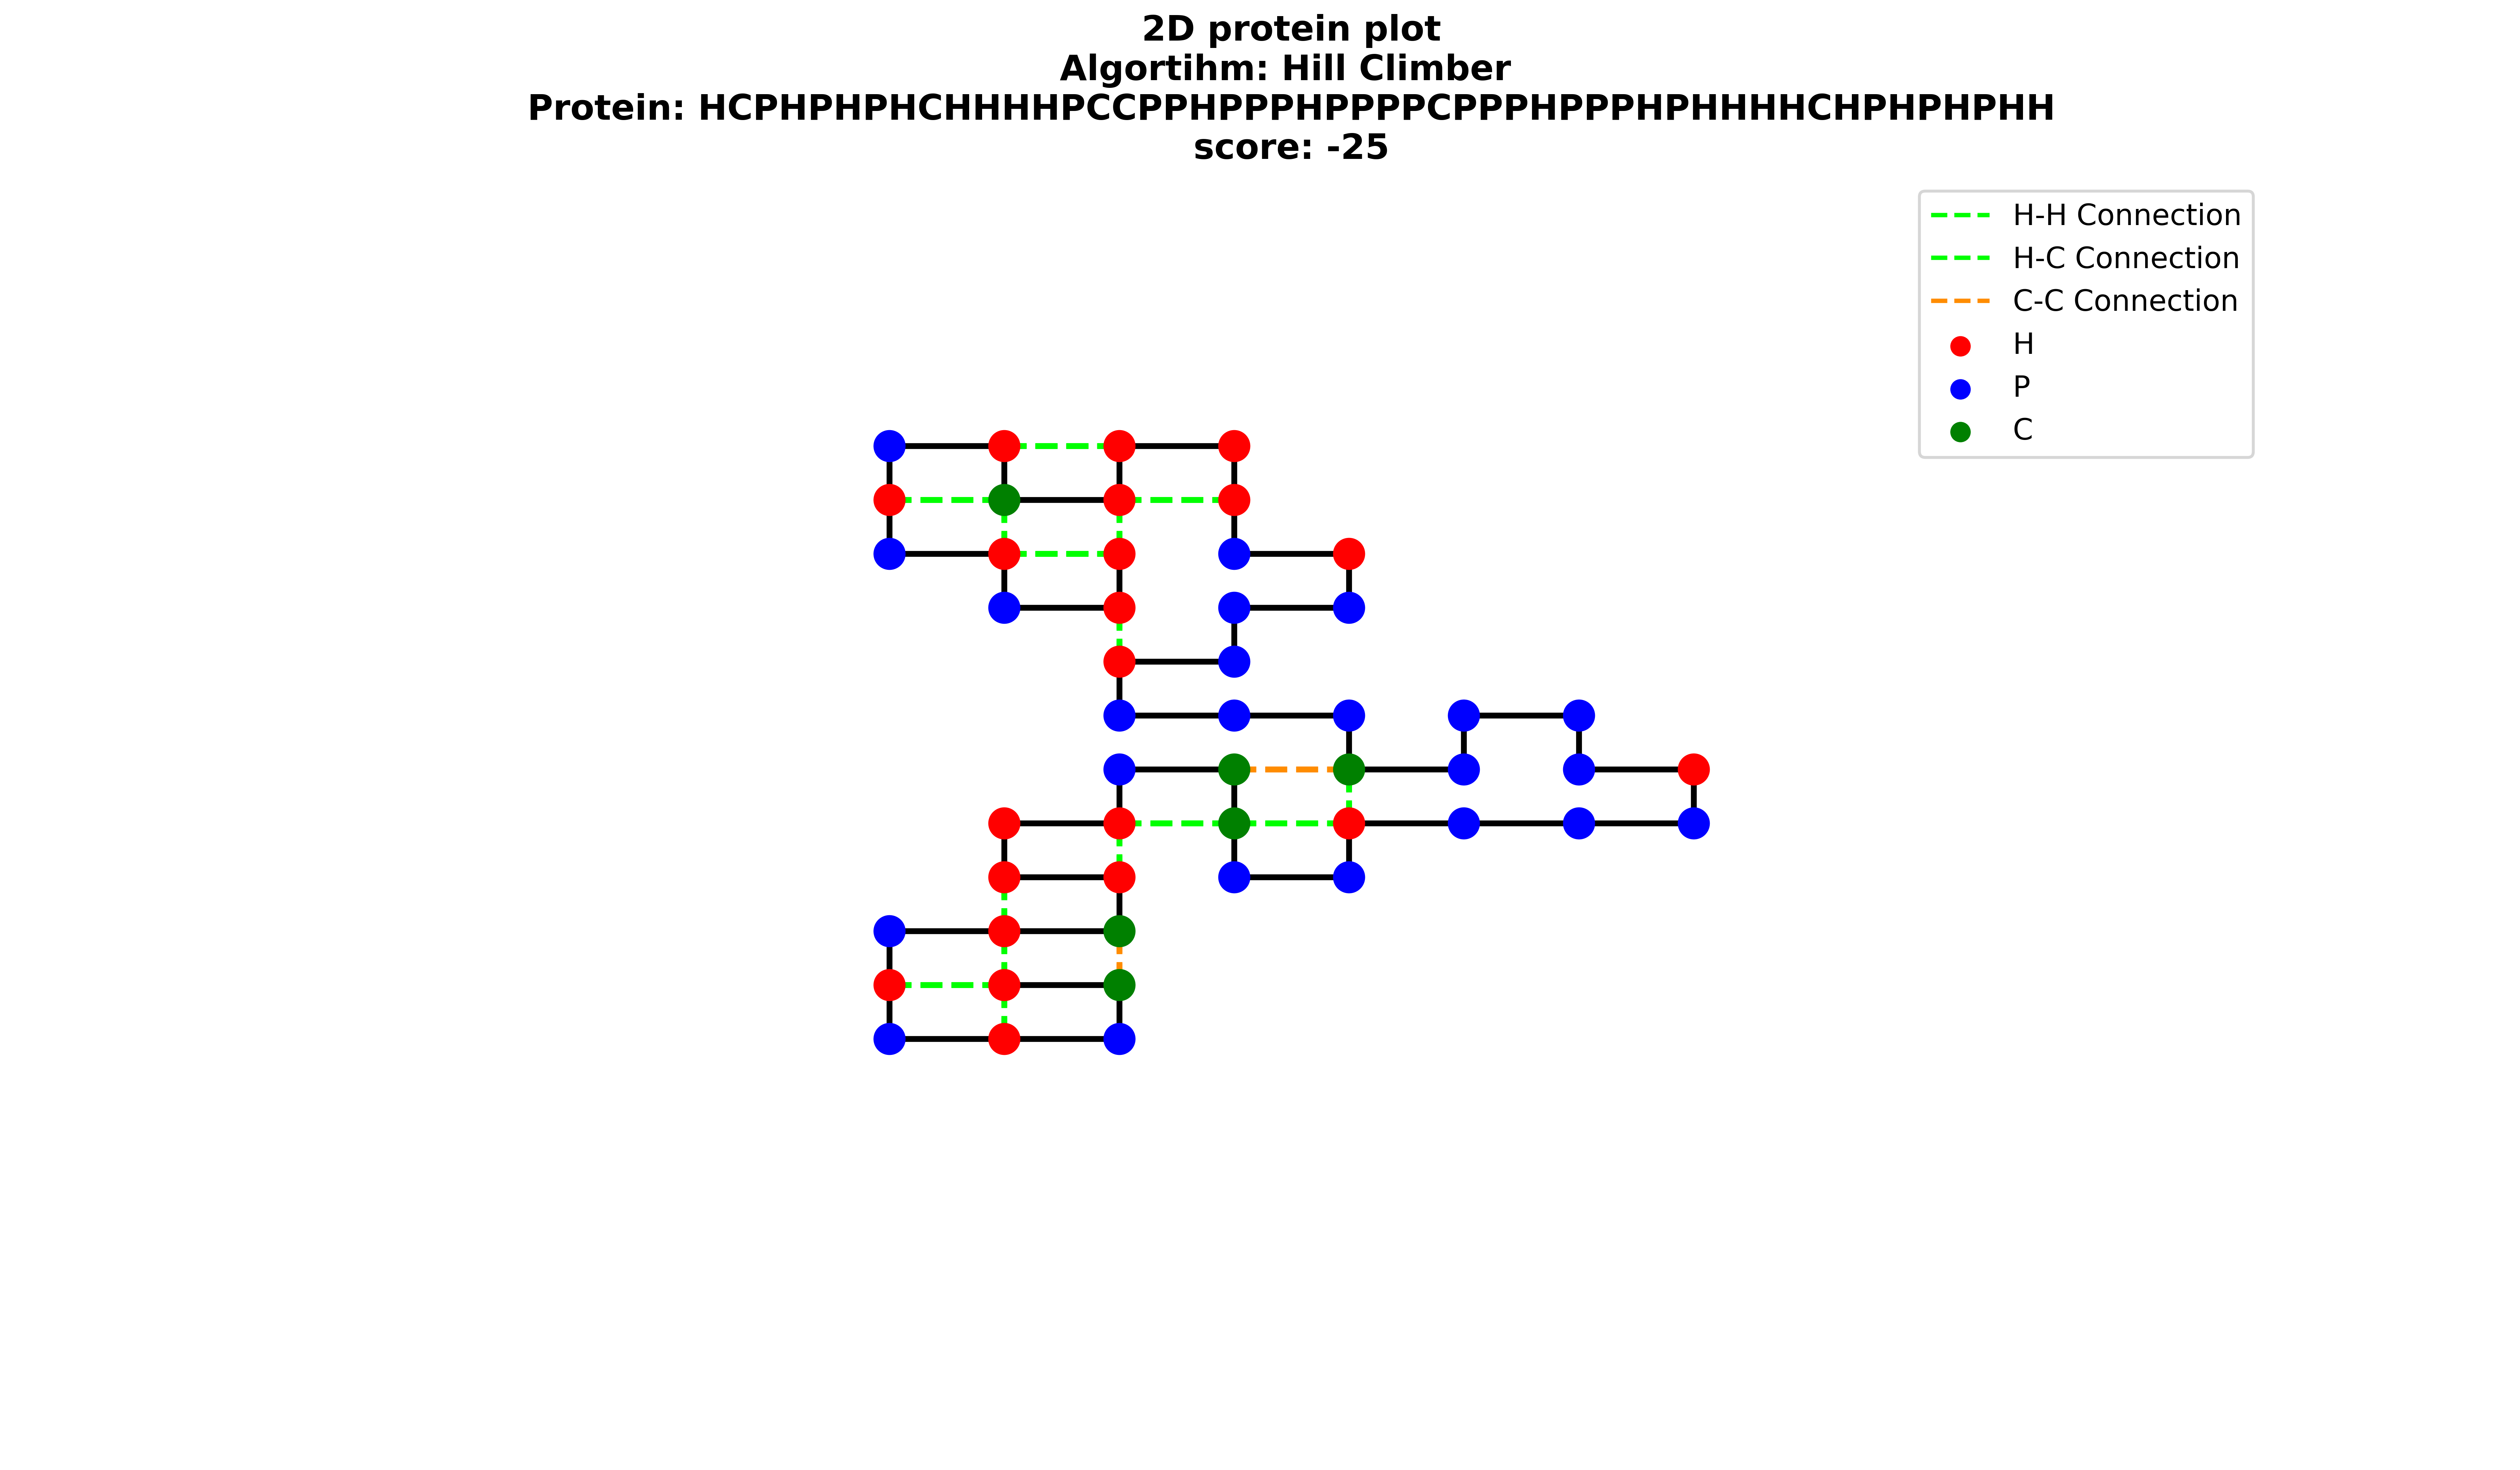 2D protein plot
Algortihm: Hill Climber
Protein: HCPHPHPHCHHHHPCCPPHPPPHPPPPCPPPHPPPHPHHHHCHPHPHPHH
score: -25
H-H Connection
H-C Connection
C-C Connection
H
P
C